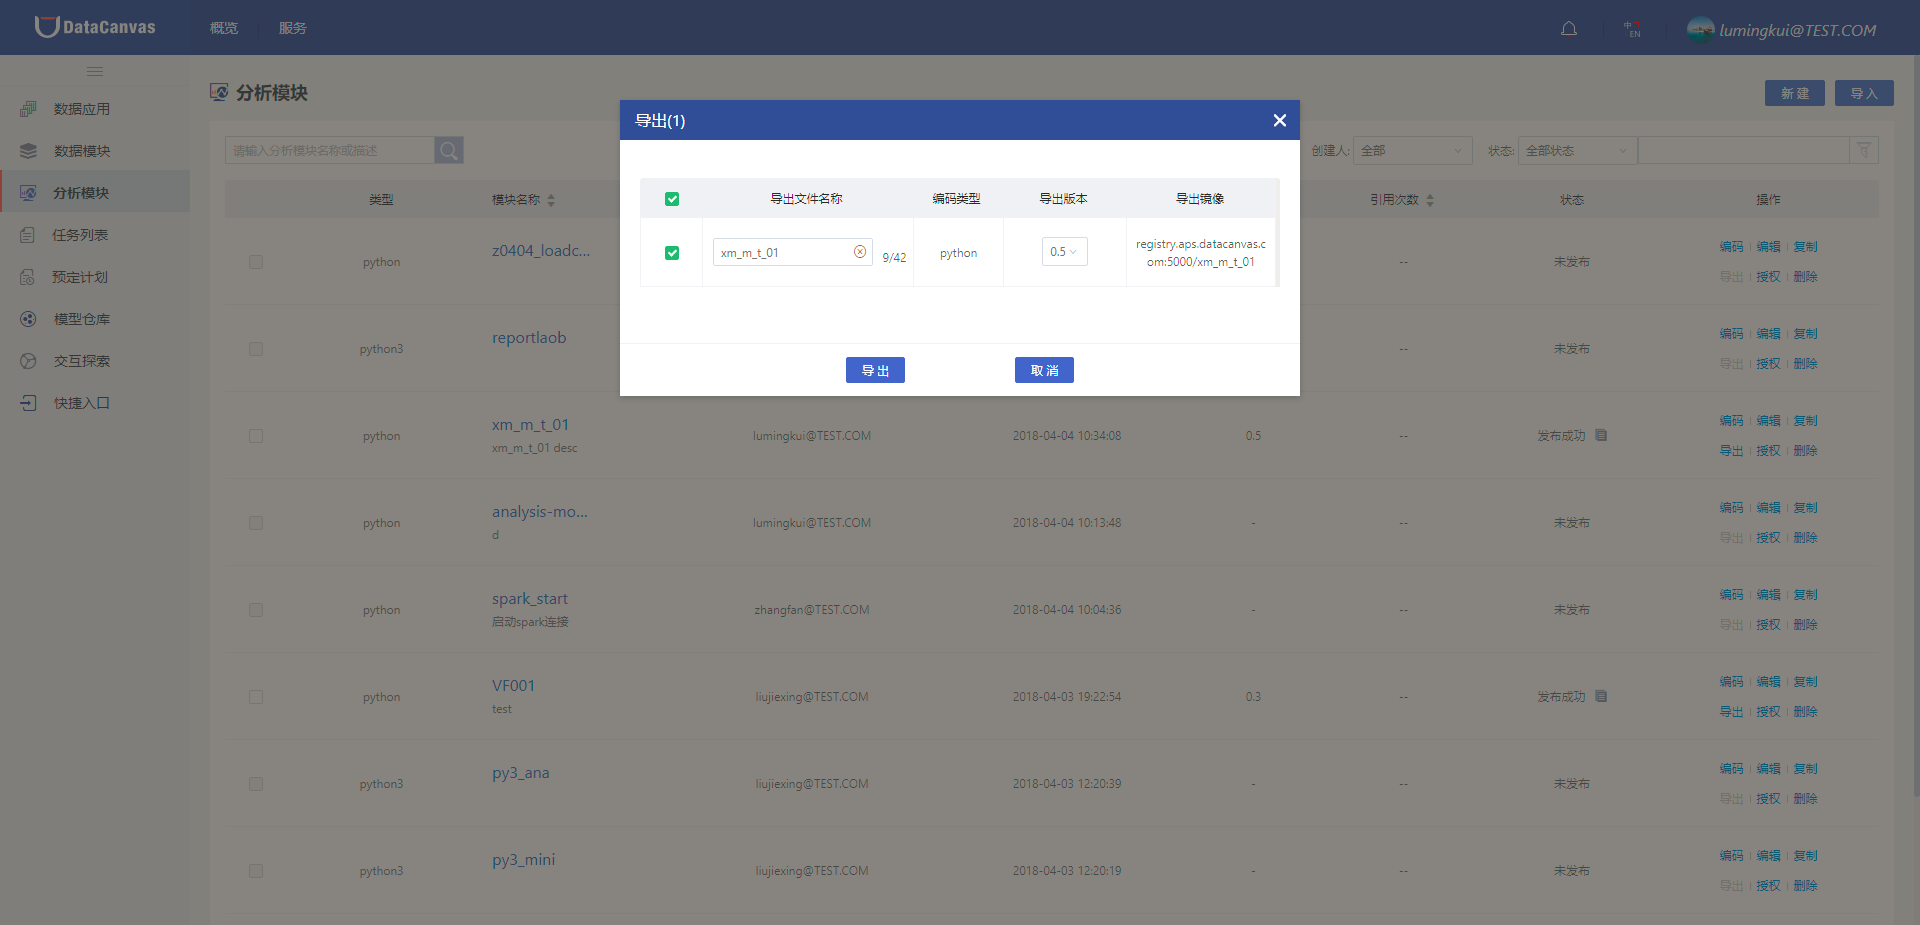 DataCanvas
概览
服务
中
EN
lumingkui@TEST.COM
数据应用
数据模块
分析模块
任务列表
预定计划
模型仓库
交互探索
快捷入口
分析模块
新建
导入
请输入分析模块名称或描述
创建人: 全部
状态: 全部状态
类型 模块名称 引用次数 状态 操作
导出(1)
导出文件名称 编码类型 导出版本 导出镜像
xm_m_t_01 9/42 python 0.5 registry.aps.datacanvas.c
om:5000/xm_m_t_01
导出
取消
python z0404_loadc... -- 未发布 编码 编辑 复制
导出 授权 删除
python3 reportlaob -- 未发布 编码 编辑 复制
导出 授权 删除
python xm_m_t_01 lumingkui@TEST.COM 2018-04-04 10:34:08 0.5 -- 发布成功 编码 编辑 复制
xm_m_t_01 desc 导出 授权 删除
python analysis-mo... lumingkui@TEST.COM 2018-04-04 10:13:48 - -- 未发布 编码 编辑 复制
d 导出 授权 删除
python spark_start zhangfan@TEST.COM 2018-04-04 10:04:36 - -- 未发布 编码 编辑 复制
启动spark连接 导出 授权 删除
python VF001 liujiexing@TEST.COM 2018-04-03 19:22:54 0.3 -- 发布成功 编码 编辑 复制
test 导出 授权 删除
python3 py3_ana liujiexing@TEST.COM 2018-04-03 12:20:39 - -- 未发布 编码 编辑 复制
导出 授权 删除
python3 py3_mini liujiexing@TEST.COM 2018-04-03 12:20:19 - -- 未发布 编码 编辑 复制
导出 授权 删除